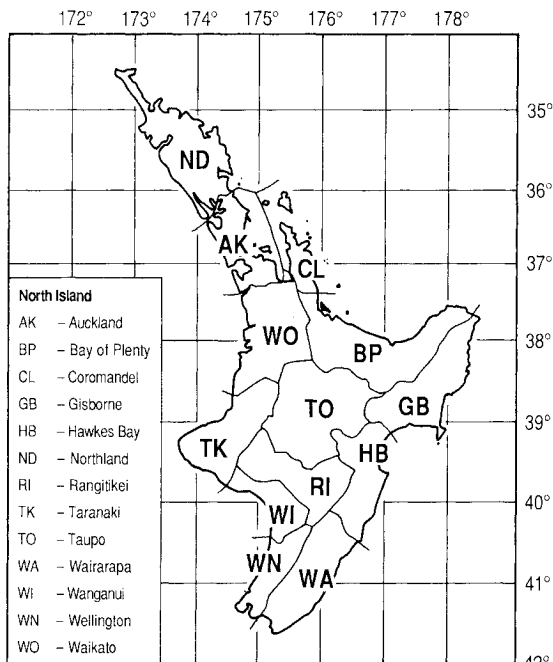 172° 173° 174° 175° 176° 177° 178°
35°
ND
36°
AK
CL
37°
North Island
AK – Auckland
BP – Bay of Plenty
CL – Coromandel
GB – Gisborne
HB – Hawkes Bay
ND – Northland
RI – Rangitikei
TK – Taranaki
TO – Taupo
WA – Wairarapa
WI – Wanganui
WN – Wellington
WO – Waikato
WO
38°
BP
TO
GB
39°
TK
HB
RI
40°
WI
WN
WA
41°
42°